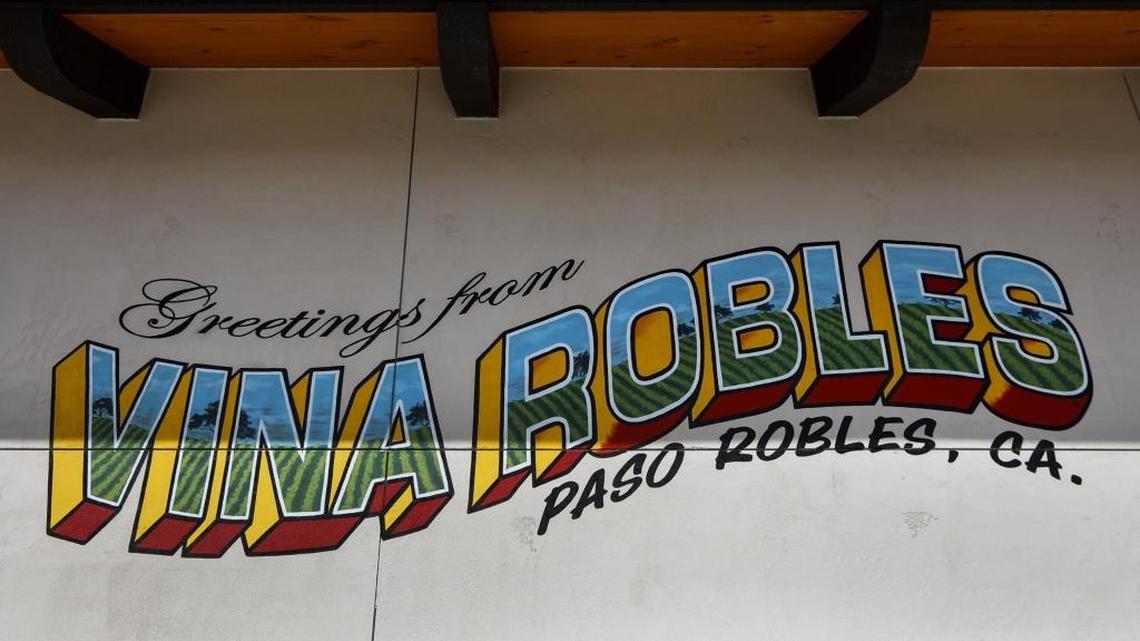 Greetings from
VINA ROBLES
PASO ROBLES, CA.